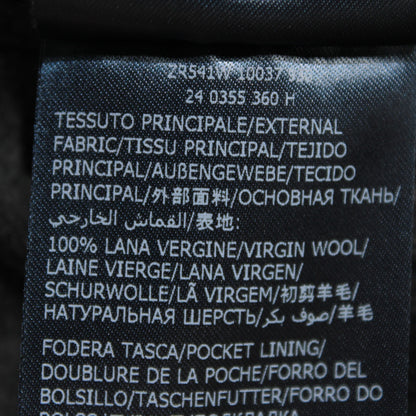 ZR541W 10037
24 0355 360 H
TESSUTO PRINCIPALE/EXTERNAL
FABRIC/TISSU PRINCIPAL/TEJIDO
PRINCIPAL/AUßENGEWEBE/TECIDO
PRINCIPAL/外部面料/ОСНОВНАЯ ТКАНЬ/
القماش الخارجي/表地:
100% LANA VERGINE/VIRGIN WOOL/
LAINE VIERGE/LANA VIRGEN/
SCHURWOLLE/LÃ VIRGEM/初剪羊毛/
НАТУРАЛЬНАЯ ШЕРСТЬ/صوف بكر/羊毛
FODERA TASCA/POCKET LINING/
DOUBLURE DE LA POCHE/FORRO DEL
BOLSILLO/TASCHENFUTTER/FORRO DO